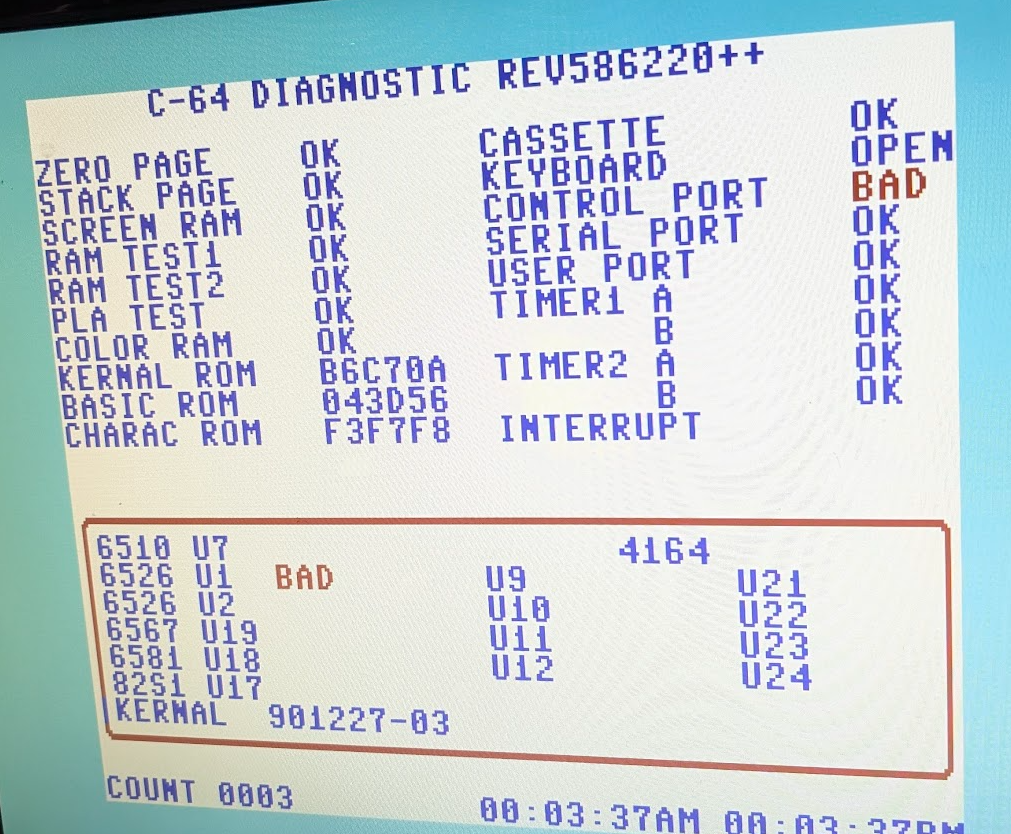 C-64 DIAGNOSTIC REV586220++
ZERO PAGE OK CASSETTE OK
STACK PAGE OK KEYBOARD OPEN
SCREEN RAM OK CONTROL PORT BAD
RAM TEST1 OK SERIAL PORT OK
RAM TEST2 OK USER PORT OK
PLA TEST OK TIMER1 A OK
COLOR RAM OK B OK
KERNAL ROM B6C70A TIMER2 A OK
BASIC ROM 043D56 B OK
CHARAC ROM F3F7F8 INTERRUPT
6510 U7 4164
6526 U1 BAD U9 U21
6526 U2 U10 U22
6567 U19 U11 U23
6581 U18 U12 U24
82S1 U17
KERNAL 901227-03
COUNT 0003 00:03:37AM 00:03:37PM